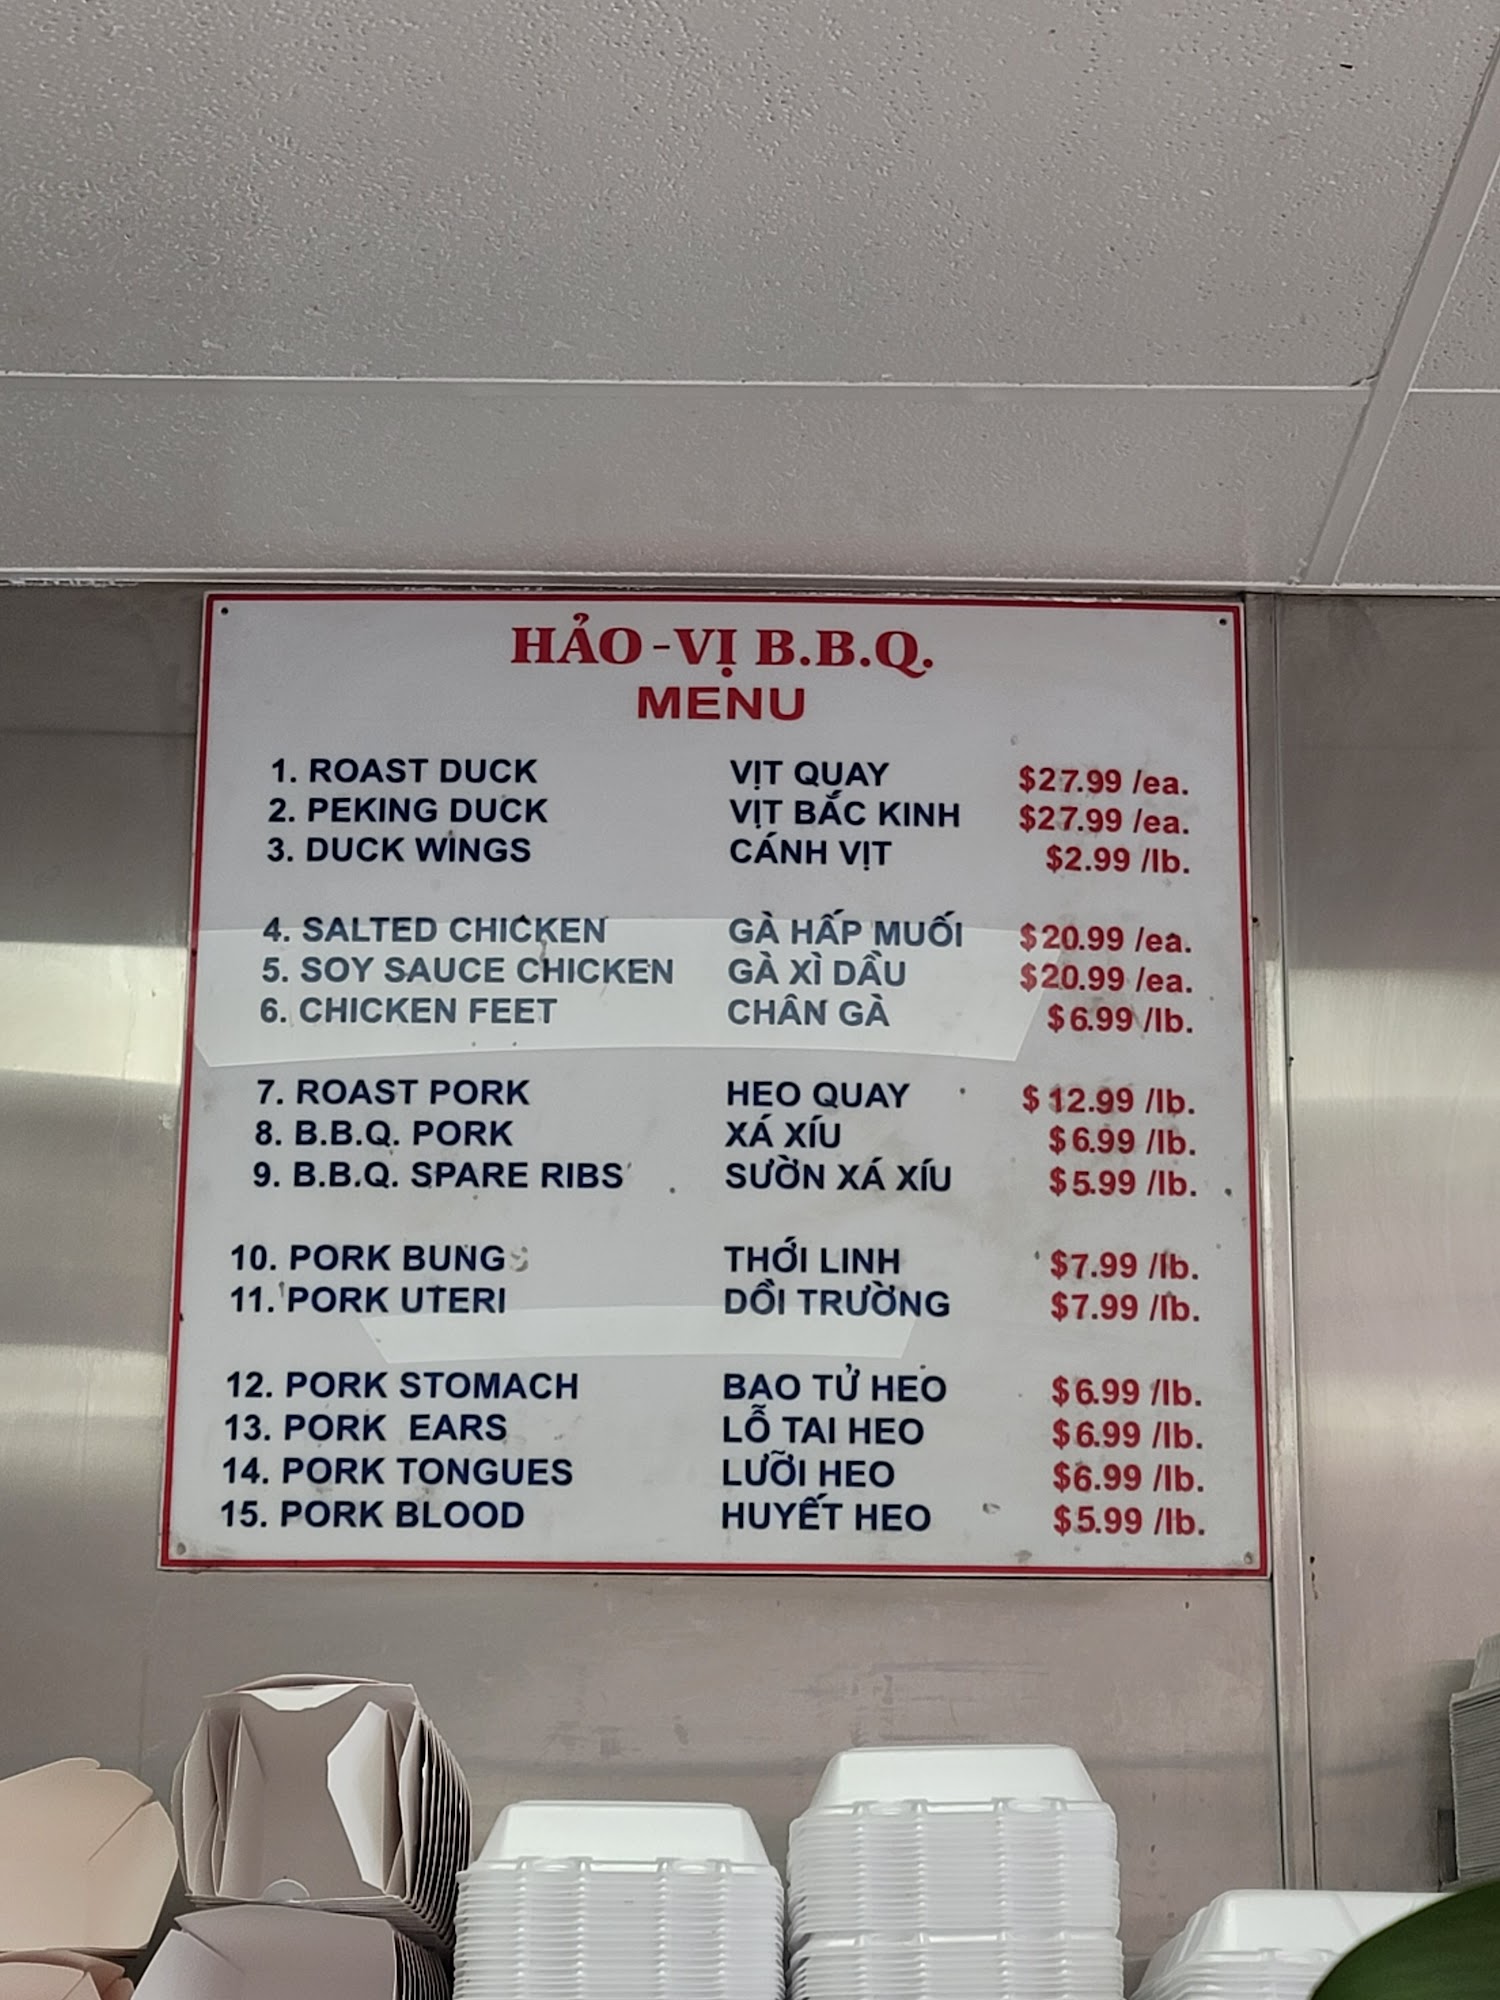 HẢO-VỊ B.B.Q.
MENU
1. ROAST DUCK VỊT QUAY $27.99 /ea.
2. PEKING DUCK VỊT BẮC KINH $27.99 /ea.
3. DUCK WINGS CÁNH VỊT $2.99 /lb.
4. SALTED CHICKEN GÀ HẤP MUỐI $20.99 /ea.
5. SOY SAUCE CHICKEN GÀ XÌ DẦU $20.99 /ea.
6. CHICKEN FEET CHÂN GÀ $6.99 /lb.
7. ROAST PORK HEO QUAY $12.99 /lb.
8. B.B.Q. PORK XÁ XÍU $6.99 /lb.
9. B.B.Q. SPARE RIBS SƯỜN XÁ XÍU $5.99 /lb.
10. PORK BUNGS THỚI LINH $7.99 /lb.
11. PORK UTERI DỒI TRƯỜNG $7.99 /lb.
12. PORK STOMACH BAO TỬ HEO $6.99 /lb.
13. PORK EARS LỖ TAI HEO $6.99 /lb.
14. PORK TONGUES LƯỠI HEO $6.99 /lb.
15. PORK BLOOD HUYẾT HEO $5.99 /lb.